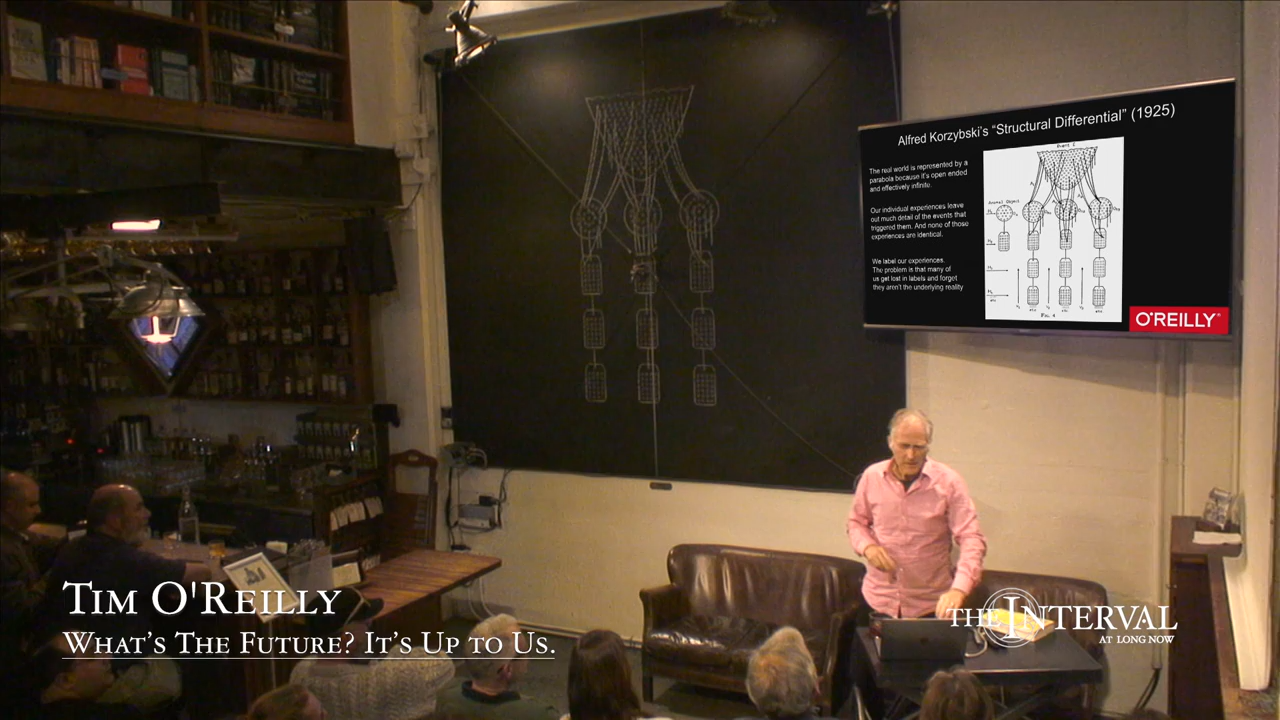 Alfred Korzybski's "Structural Differential" (1925)
The real world is represented by a
parabola because it's open ended
and effectively infinite.
Our individual experiences leave
out much detail of the events that
triggered them. And none of those
experiences are identical.
We label our experiences.
The problem is that many of
us get lost in labels and forget
they aren't the underlying reality
Animal Object
O'REILLY
TIM O'REILLY
WHAT'S THE FUTURE? IT'S UP TO US.
THE INTERVAL
AT LONG NOW